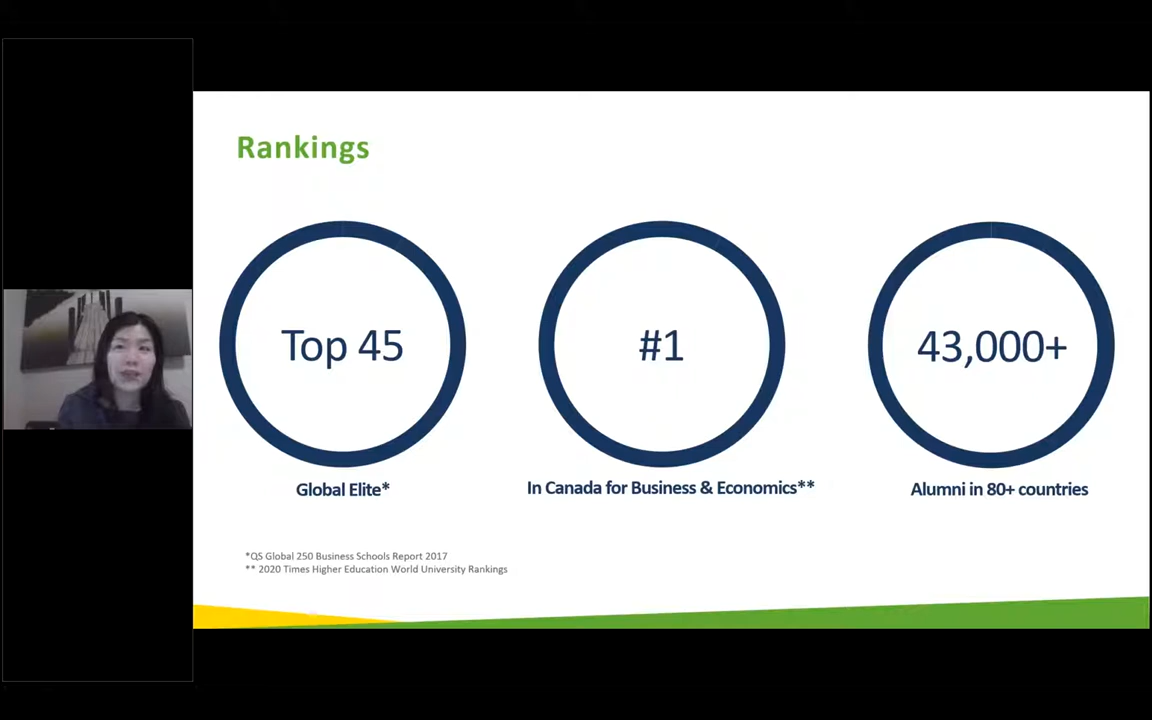 Rankings
Top 45
#1
43,000+
Global Elite*
In Canada for Business & Economics**
Alumni in 80+ countries
*QS Global 250 Business Schools Report 2017
** 2020 Times Higher Education World University Rankings